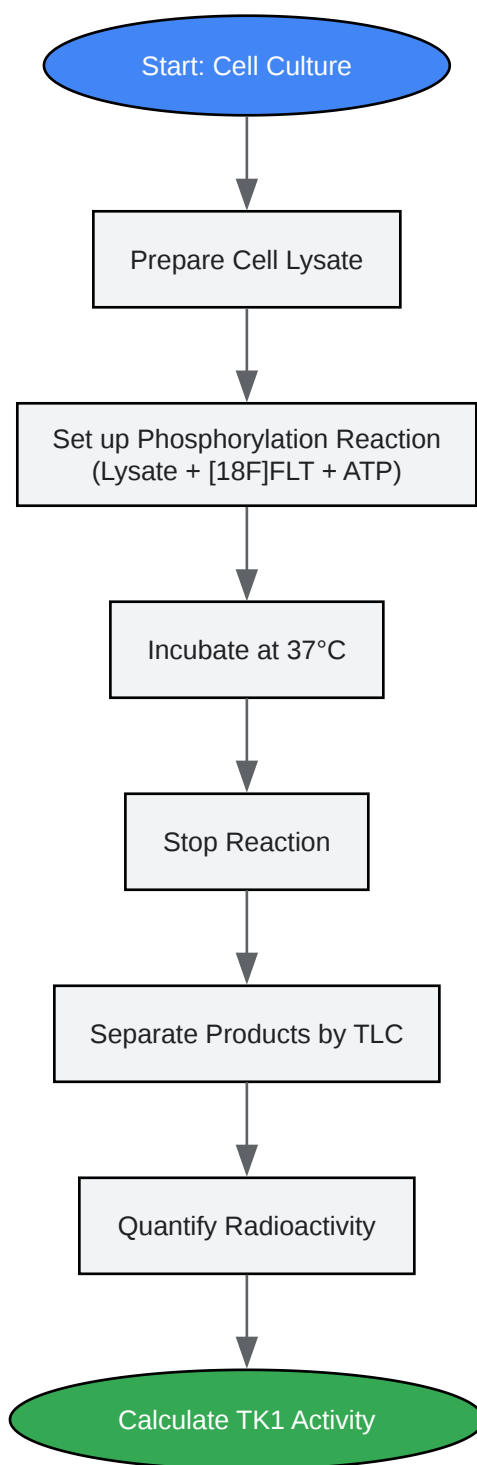 Start: Cell Culture
Prepare Cell Lysate
Set up Phosphorylation Reaction
(Lysate + [18F]FLT + ATP)
Incubate at 37°C
Stop Reaction
Separate Products by TLC
Quantify Radioactivity
Calculate TK1 Activity